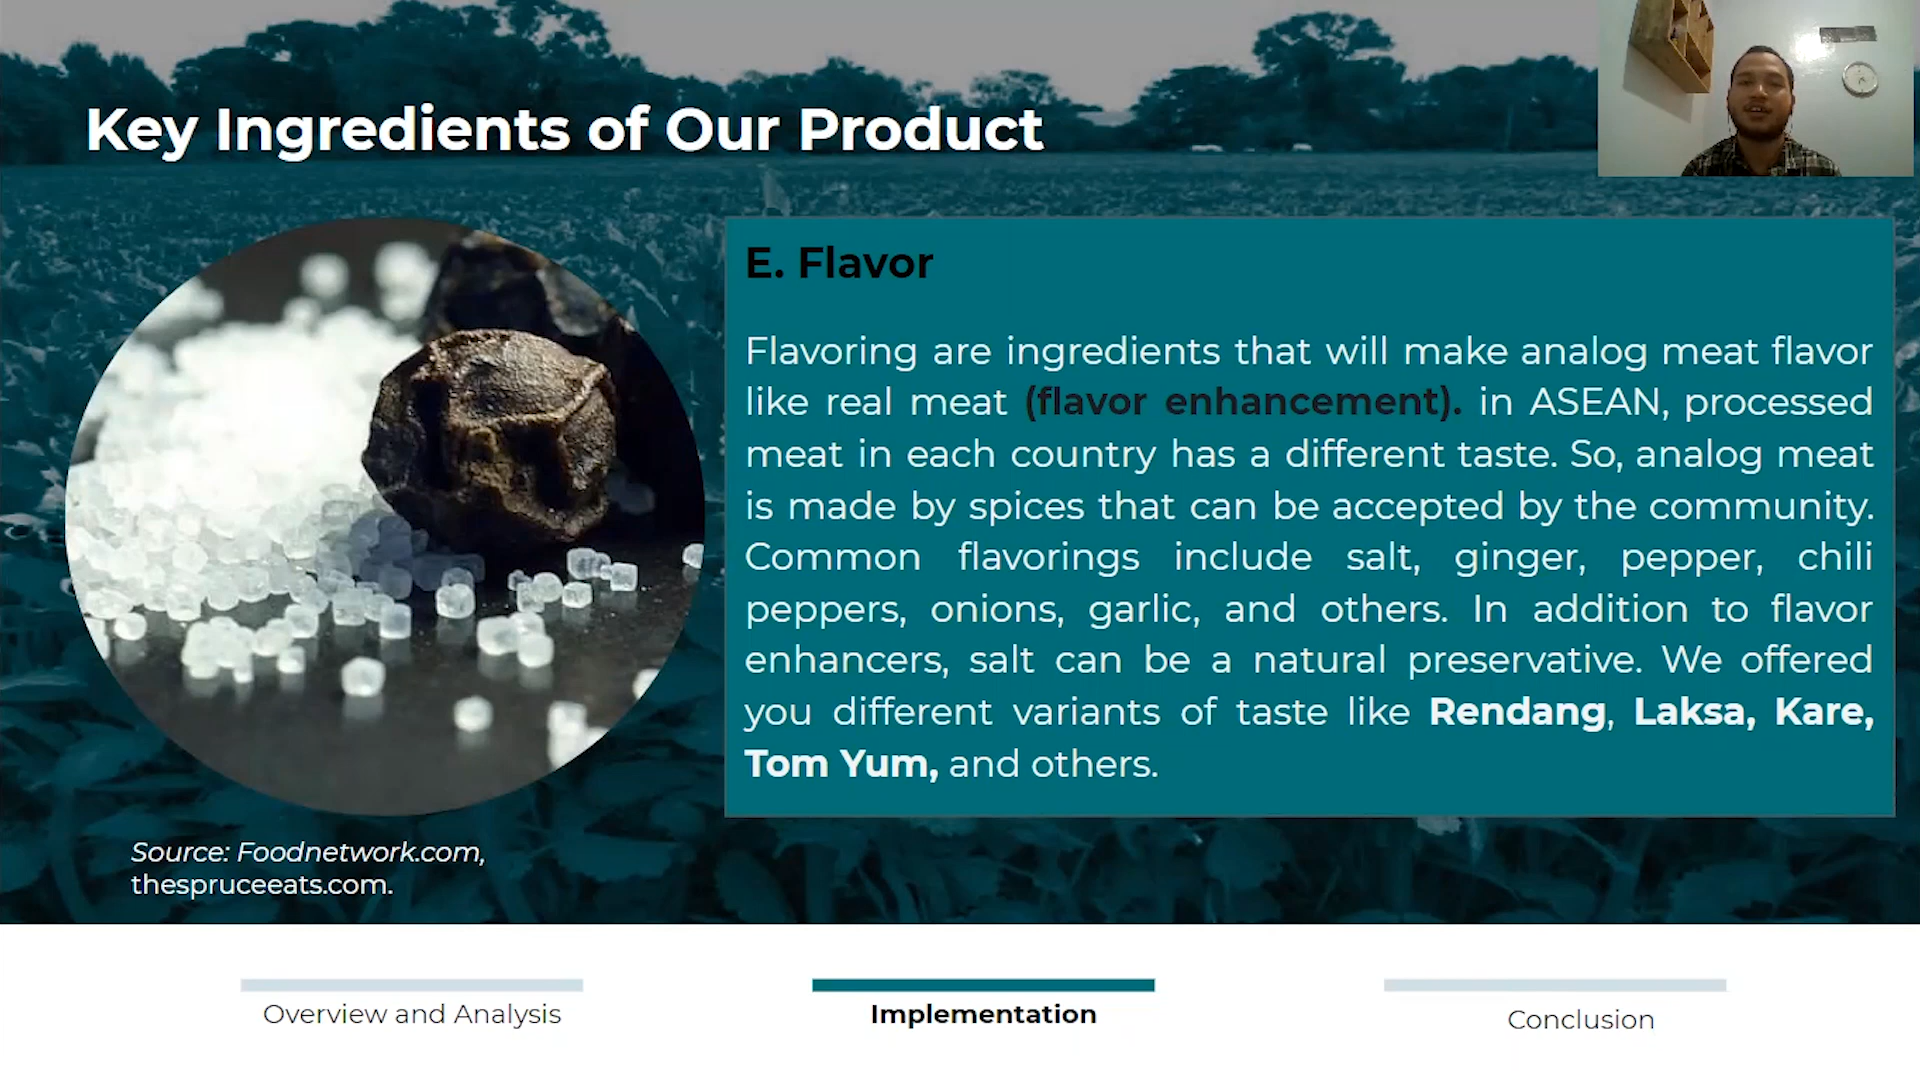 Key Ingredients of Our Product
E. Flavor
Flavoring are ingredients that will make analog meat flavor
like real meat (flavor enhancement). in ASEAN, processed
meat in each country has a different taste. So, analog meat
is made by spices that can be accepted by the community.
Common flavorings include salt, ginger, pepper, chili
peppers, onions, garlic, and others. In addition to flavor
enhancers, salt can be a natural preservative. We offered
you different variants of taste like Rendang, Laksa, Kare,
Tom Yum, and others.
Source: Foodnetwork.com,
thespruceeats.com.
Overview and Analysis
Implementation
Conclusion